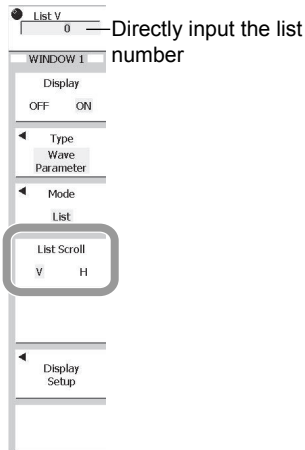 List V
0
Directly input the list
number
WINDOW 1
Display
OFF ON
Type
Wave
Parameter
Mode
List
List Scroll
V H
Display
Setup